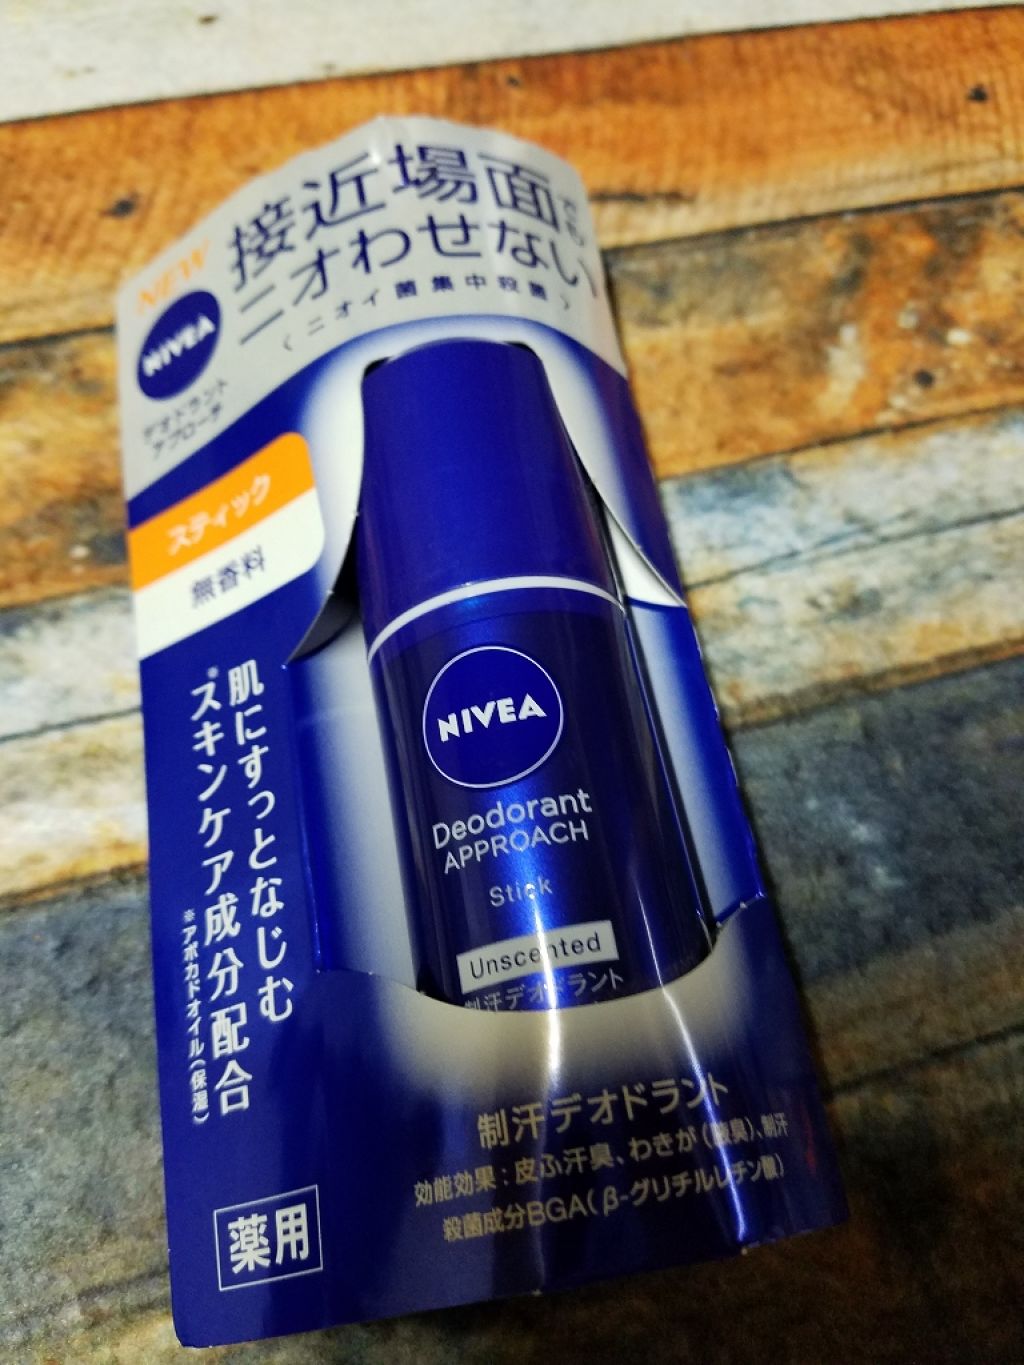 NEW
接近場面でも
ニオわせない
〈ニオイ菌集中殺菌〉
NIVEA
デオドラント
アプローチ
スティック
無香料
肌にすっとなじむ
※スキンケア成分配合
※アボカドオイル(保湿)
NIVEA
Deodorant
APPROACH
Stick
Unscented
制汗デオドラント
制汗デオドラント
効能効果:皮ふ汗臭、わきが(腋臭)、制汗
殺菌成分BGA(β-グリチルレチン酸)
薬用